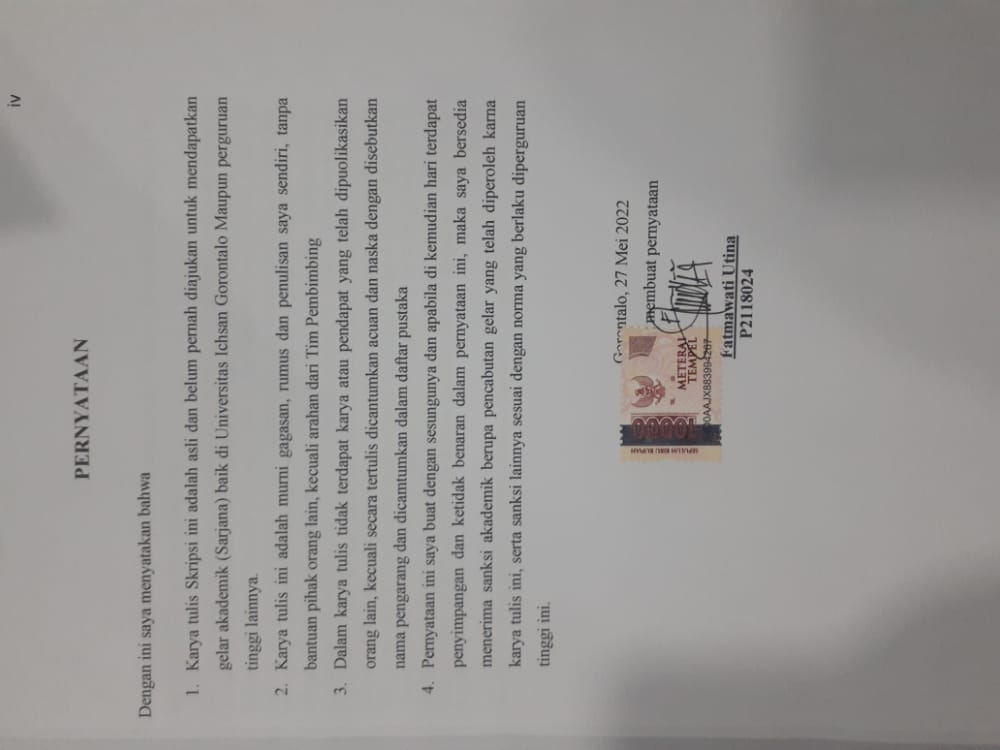 iv
PERNYATAAN
Dengan ini saya menyatakan bahwa
1. Karya tulis Skripsi ini adalah asli dan belum pernah diajukan untuk mendapatkan
gelar akademik (Sarjana) baik di Universitas Ichsan Gorontalo Maupun perguruan
tinggi lainnya.
2. Karya tulis ini adalah murni gagasan, rumus dan penulisan saya sendiri, tanpa
bantuan pihak orang lain, kecuali arahan dari Tim Pembimbing
3. Dalam karya tulis tidak terdapat karya atau pendapat yang telah dipuolikasikan
orang lain, kecuali secara tertulis dicantumkan acuan dan naska dengan disebutkan
nama pengarang dan dicamtumkan dalam daftar pustaka
4. Pernyataan ini saya buat dengan sesungunya dan apabila di kemudian hari terdapat
penyimpangan dan ketidak benaran dalam pernyataan ini, maka saya bersedia
menerima sanksi akademik berupa pencabutan gelar yang telah diperoleh karna
karya tulis ini, serta sanksi lainnya sesuai dengan norma yang berlaku diperguruan
tinggi ini.
Gorontalo, 27 Mei 2022
membuat pernyataan
SEPULUH RIBU RUPIAH
10000
METERAI
TEMPEL
Fatmawati Utina
P2118024